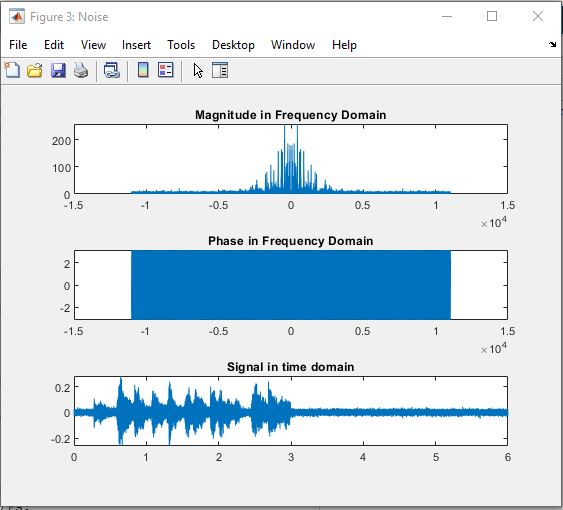 Figure 3: Noise
File Edit View Insert Tools Desktop Window Help
Magnitude in Frequency Domain
200
100
0
-1.5 -1 -0.5 0 0.5 1 1.5
×10^4
Phase in Frequency Domain
2
0
-2
-1.5 -1 -0.5 0 0.5 1 1.5
×10^4
Signal in time domain
0.2
0
-0.2
0 1 2 3 4 5 6